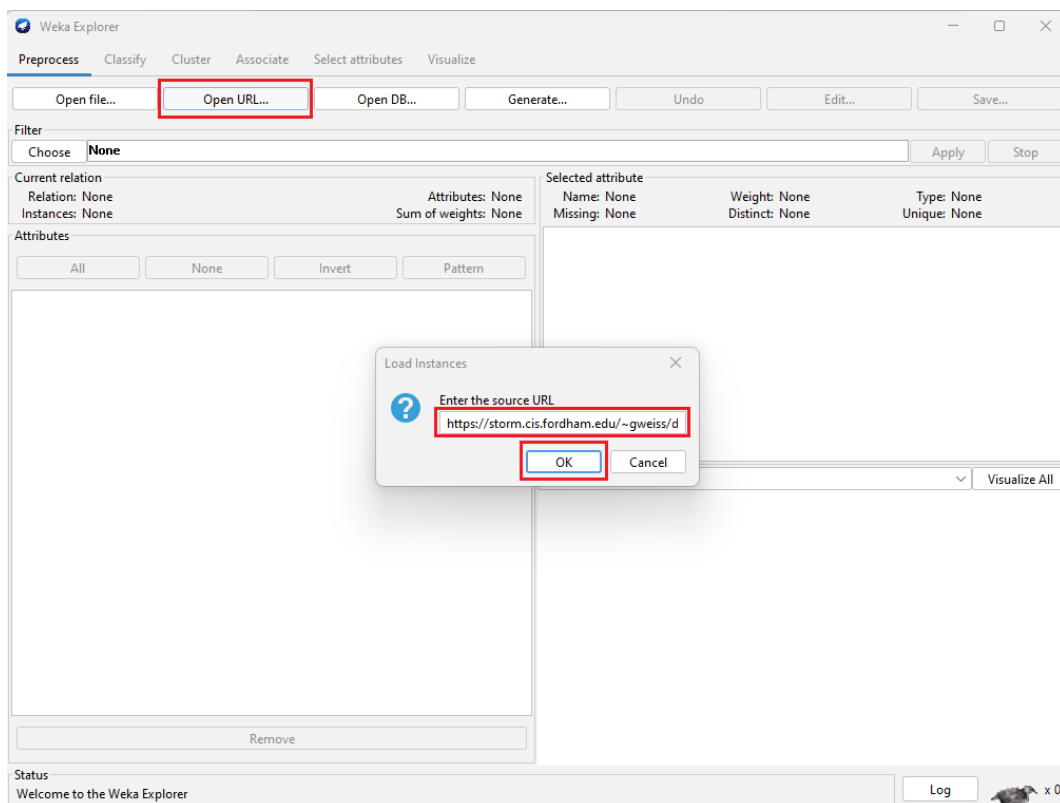 Weka Explorer
Preprocess Classify Cluster Associate Select attributes Visualize
Open file... Open URL... Open DB... Generate... Undo Edit... Save...
Filter
Choose None Apply Stop
Current relation
Relation: None Attributes: None
Instances: None Sum of weights: None
Selected attribute
Name: None Weight: None Type: None
Missing: None Distinct: None Unique: None
Attributes
All None Invert Pattern
Load Instances
Enter the source URL
https://storm.cis.fordham.edu/~gweiss/d
OK Cancel
Visualize All
Remove
Status
Welcome to the Weka Explorer
Log x 0